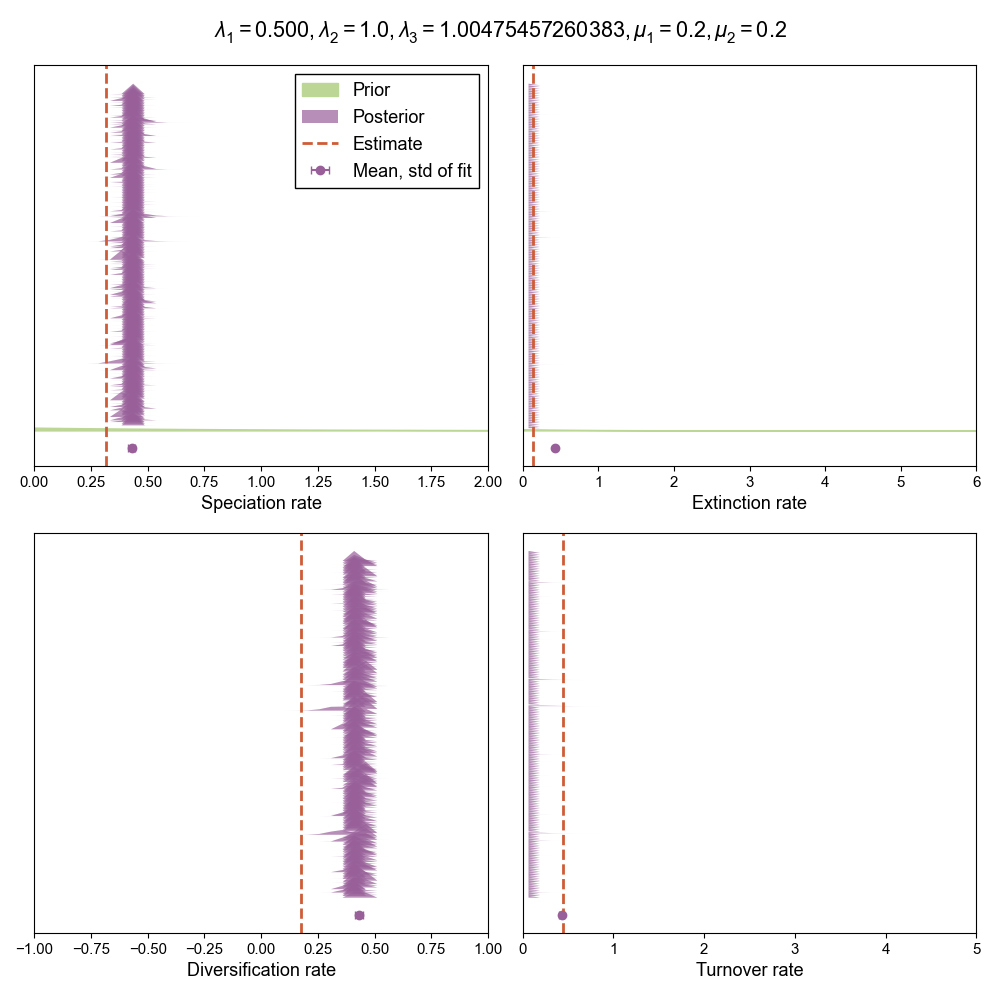 λ₁ = 0.500, λ₂ = 1.0, λ₃ = 1.00475457260383, μ₁ = 0.2, μ₂ = 0.2
Prior
Posterior
Estimate
Mean, std of fit
0.00 0.25 0.50 0.75 1.00 1.25 1.50 1.75 2.00
Speciation rate
0 1 2 3 4 5 6
Extinction rate
−1.00 −0.75 −0.50 −0.25 0.00 0.25 0.50 0.75 1.00
Diversification rate
0 1 2 3 4 5
Turnover rate